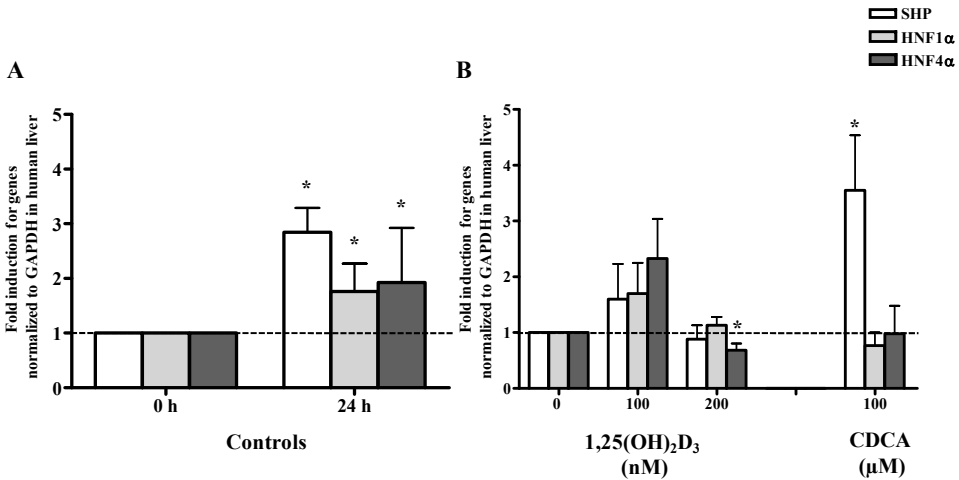 SHP
HNF1α
HNF4α
A
Fold induction for genes
normalized to GAPDH in human liver
5
4
3
2
1
0
*
*
*
0 h
24 h
Controls
B
Fold induction for genes
normalized to GAPDH in human liver
5
4
3
2
1
0
*
*
0
100
200
100
1,25(OH)₂D₃
(nM)
CDCA
(μM)